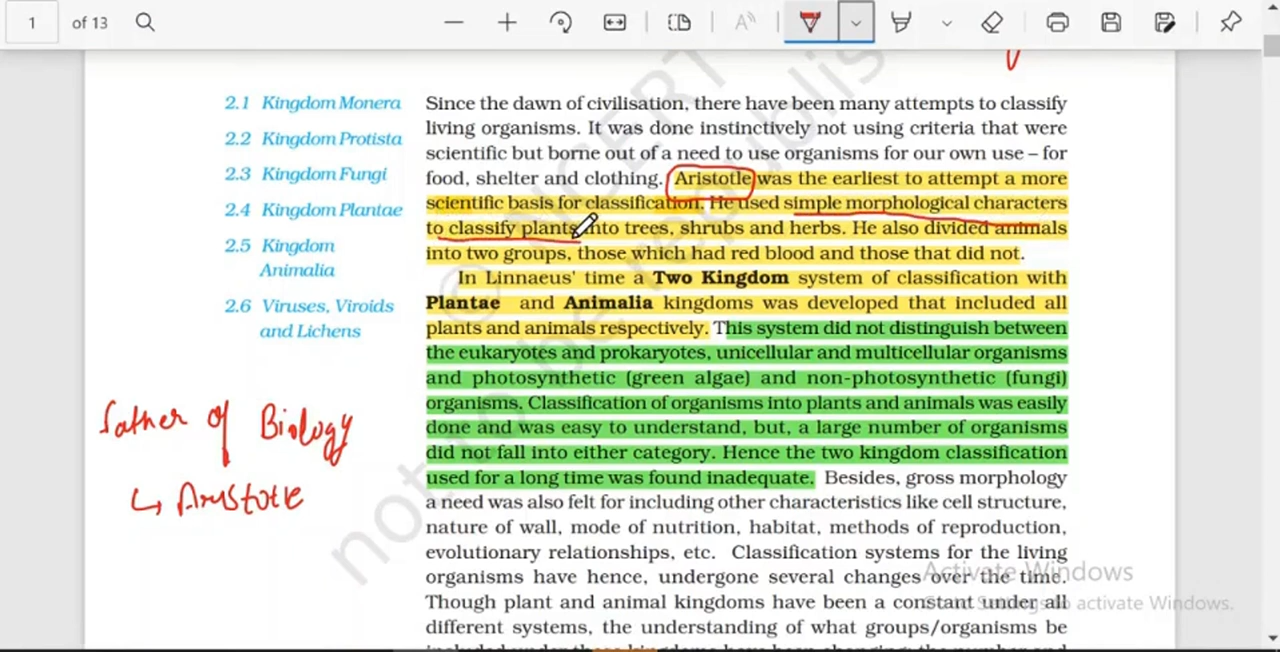 1 of 13
2.1 Kingdom Monera
2.2 Kingdom Protista
2.3 Kingdom Fungi
2.4 Kingdom Plantae
2.5 Kingdom
Animalia
2.6 Viruses, Viroids
and Lichens
Father of Biology
↳ Aristotle
Since the dawn of civilisation, there have been many attempts to classify
living organisms. It was done instinctively not using criteria that were
scientific but borne out of a need to use organisms for our own use – for
food, shelter and clothing. Aristotle was the earliest to attempt a more
scientific basis for classification. He used simple morphological characters
to classify plants into trees, shrubs and herbs. He also divided animals
into two groups, those which had red blood and those that did not.
In Linnaeus' time a Two Kingdom system of classification with
Plantae and Animalia kingdoms was developed that included all
plants and animals respectively. This system did not distinguish between
the eukaryotes and prokaryotes, unicellular and multicellular organisms
and photosynthetic (green algae) and non-photosynthetic (fungi)
organisms. Classification of organisms into plants and animals was easily
done and was easy to understand, but, a large number of organisms
did not fall into either category. Hence the two kingdom classification
used for a long time was found inadequate. Besides, gross morphology
a need was also felt for including other characteristics like cell structure,
nature of wall, mode of nutrition, habitat, methods of reproduction,
evolutionary relationships, etc. Classification systems for the living
organisms have hence, undergone several changes over the time.
Though plant and animal kingdoms have been a constant under all
different systems, the understanding of what groups/organisms be
© NCERT
not to be republis
Activate Windows
Go to Settings to activate Windows.